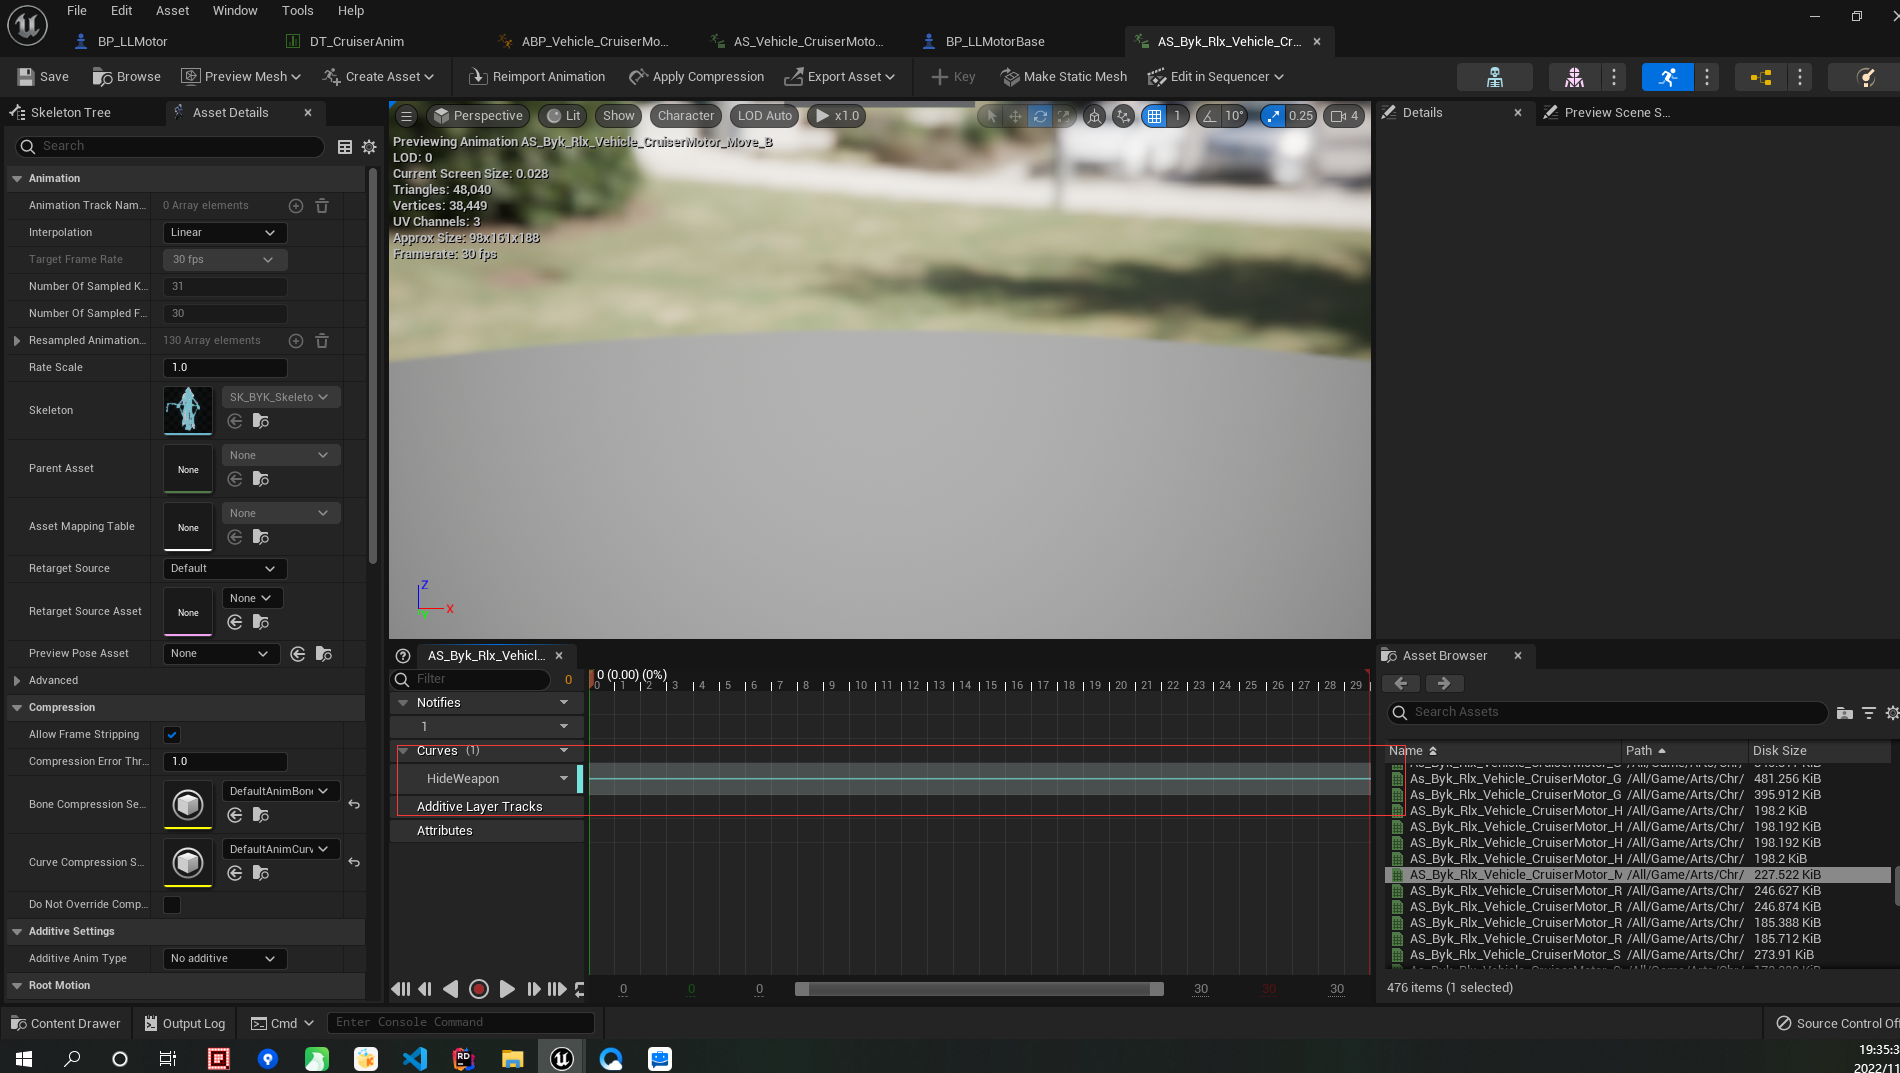 File Edit Asset Window Tools Help
BP_LLMotor DT_CruiserAnim ABP_Vehicle_CruiserMo... AS_Vehicle_CruiserMoto... BP_LLMotorBase AS_Byk_Rlx_Vehicle_Cr...
Save Browse Preview Mesh Create Asset Reimport Animation Apply Compression Export Asset Key Make Static Mesh Edit in Sequencer
Skeleton Tree Asset Details
Search
Animation
Animation Track Nam... 0 Array elements
Interpolation Linear
Target Frame Rate 30 fps
Number Of Sampled K... 31
Number Of Sampled F... 30
Resampled Animation... 130 Array elements
Rate Scale 1.0
Skeleton SK_BYK_Skeleto
Parent Asset None None
Asset Mapping Table None None
Retarget Source Default
Retarget Source Asset None None
Preview Pose Asset None
Advanced
Compression
Allow Frame Stripping
Compression Error Thr... 1.0
Bone Compression Se... DefaultAnimBon
Curve Compression S... DefaultAnimCurv
Do Not Override Comp...
Additive Settings
Additive Anim Type No additive
Root Motion
Perspective Lit Show Character LOD Auto x1.0 1 10° 0.25 4
Previewing Animation AS_Byk_Rlx_Vehicle_CruiserMotor_Move_B
LOD: 0
Current Screen Size: 0.028
Triangles: 48,040
Vertices: 38,449
UV Channels: 3
Approx Size: 98x161x188
Framerate: 30 fps
Z
X
AS_Byk_Rlx_Vehicl...
Filter 0 0 (0.00) (0%)
0 1 2 3 4 5 6 7 8 9 10 11 12 13 14 15 16 17 18 19 20 21 22 23 24 25 26 27 28 29
Notifies
1
Curves (1)
HideWeapon
Additive Layer Tracks
Attributes
0 0 0 30 30 30
Details Preview Scene S...
Asset Browser
Search Assets
Name Path Disk Size
AS_Byk_Rlx_Vehicle_CruiserMotor_G /All/Game/Arts/Chr/ 481.256 KiB
As_Byk_Rlx_Vehicle_CruiserMotor_G /All/Game/Arts/Chr/ 395.912 KiB
As_Byk_Rlx_Vehicle_CruiserMotor_H /All/Game/Arts/Chr/ 198.2 KiB
AS_Byk_Rlx_Vehicle_CruiserMotor_H /All/Game/Arts/Chr/ 198.192 KiB
AS_Byk_Rlx_Vehicle_CruiserMotor_H /All/Game/Arts/Chr/ 198.192 KiB
As_Byk_Rlx_Vehicle_CruiserMotor_H /All/Game/Arts/Chr/ 198.2 KiB
AS_Byk_Rlx_Vehicle_CruiserMotor_M /All/Game/Arts/Chr/ 227.522 KiB
AS_Byk_Rlx_Vehicle_CruiserMotor_R /All/Game/Arts/Chr/ 246.627 KiB
AS_Byk_Rlx_Vehicle_CruiserMotor_R /All/Game/Arts/Chr/ 246.874 KiB
AS_Byk_Rlx_Vehicle_CruiserMotor_R /All/Game/Arts/Chr/ 185.388 KiB
AS_Byk_Rlx_Vehicle_CruiserMotor_R /All/Game/Arts/Chr/ 185.712 KiB
As_Byk_Rlx_Vehicle_CruiserMotor_S /All/Game/Arts/Chr/ 273.91 KiB
476 items (1 selected)
Content Drawer Output Log Cmd Enter Console Command Source Control Off
19:35:3
2022/11